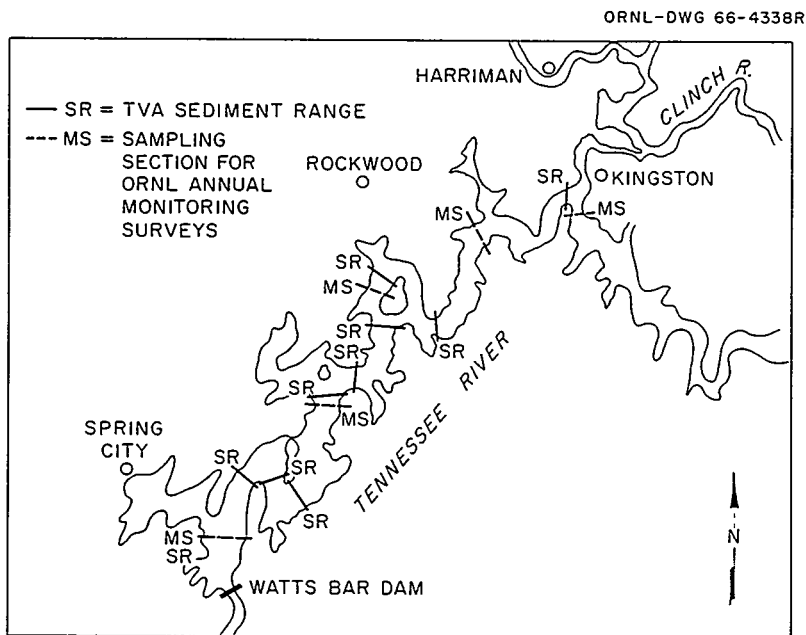 ORNL-DWG 66-4338R
HARRIMAN
CLINCH R.
SR = TVA SEDIMENT RANGE
MS = SAMPLING
SECTION FOR
ORNL ANNUAL
MONITORING
SURVEYS
ROCKWOOD
SR
KINGSTON
MS
MS
SR
MS
SR
SR
SR
SR
MS
TENNESSEE RIVER
SPRING
CITY
SR
SR
SR
MS
SR
N
WATTS BAR DAM